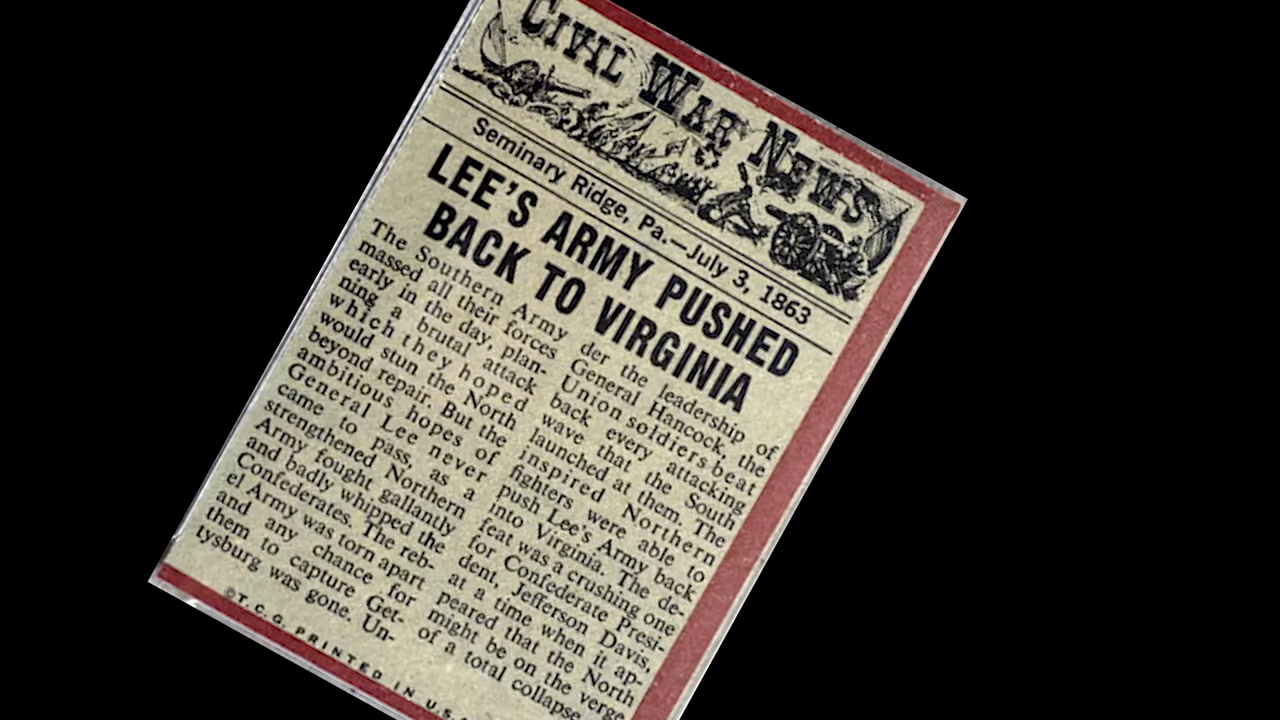 CIVIL WAR NEWS
Seminary Ridge, Pa.—July 3, 1863
LEE'S ARMY PUSHED
BACK TO VIRGINIA
The Southern Army
massed all their forces
early in the day, plan-
ning a brutal attack
which they hoped
would stun the North
beyond repair. But the
ambitious hopes of
General Lee never
came to pass, as a
strengthened Northern
Army fought gallantly
and badly whipped the
Confederates. The reb-
el Army was torn apart
and any chance for
them to capture Get-
tysburg was gone. Un-
der the leadership of
General Hancock, the
Union soldiers beat
back every attacking
wave that the South
launched at them. The
inspired Northern
fighters were able to
push Lee's Army back
into Virginia. The de-
feat was a crushing one
for Confederate Presi-
dent, Jefferson Davis,
at a time when it ap-
peared that the North
might be on the verge
of a total collapse.
©T.C.G. PRINTED IN U.S.A.